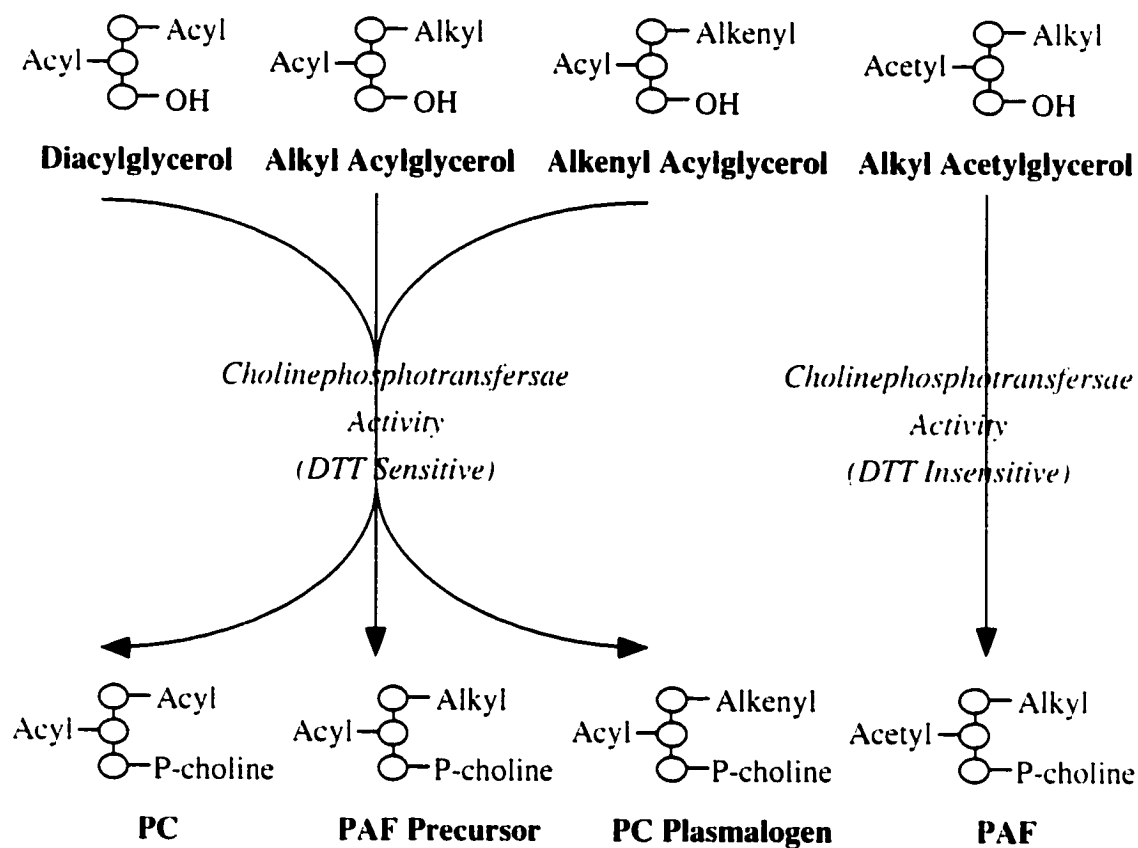 Acyl
Acyl
OH
Alkyl
Acyl
OH
Alkenyl
Acyl
OH
Alkyl
Acetyl
OH
Diacylglycerol
Alkyl Acylglycerol
Alkenyl Acylglycerol
Alkyl Acetylglycerol
Cholinephosphotransfersae
Activity
(DTT Sensitive)
Cholinephosphotransfersae
Activity
(DTT Insensitive)
Acyl
Acyl
P-choline
Alkyl
Acyl
P-choline
Alkenyl
Acyl
P-choline
Alkyl
Acetyl
P-choline
PC
PAF Precursor
PC Plasmalogen
PAF